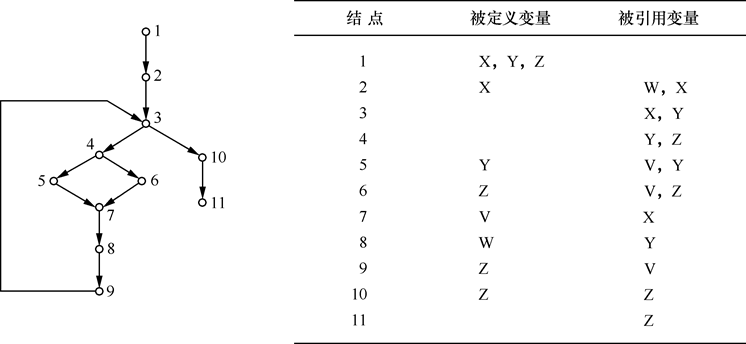 1
2
3
4
5
6
7
8
9
10
11
结点 被定义变量 被引用变量
1 X，Y，Z
2 X W，X
3 X，Y
4 Y，Z
5 Y V，Y
6 Z V，Z
7 V X
8 W Y
9 Z V
10 Z Z
11 Z